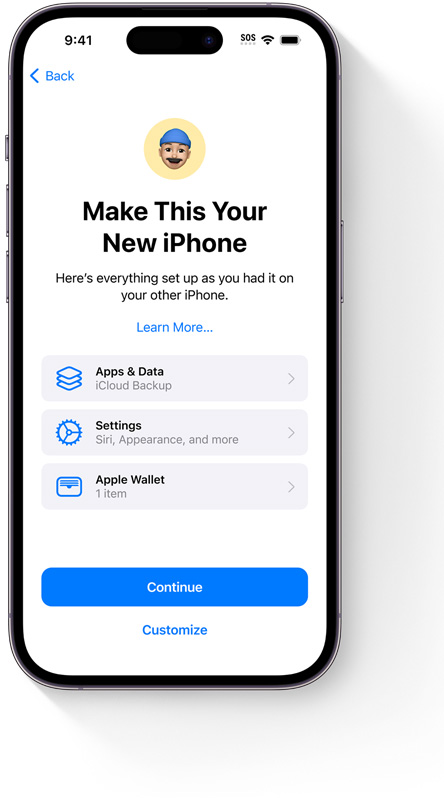 9:41
SOS
Back
Make This Your
New iPhone
Here's everything set up as you had it on
your other iPhone.
Learn More...
Apps & Data
iCloud Backup
Settings
Siri, Appearance, and more
Apple Wallet
1 item
Continue
Customize